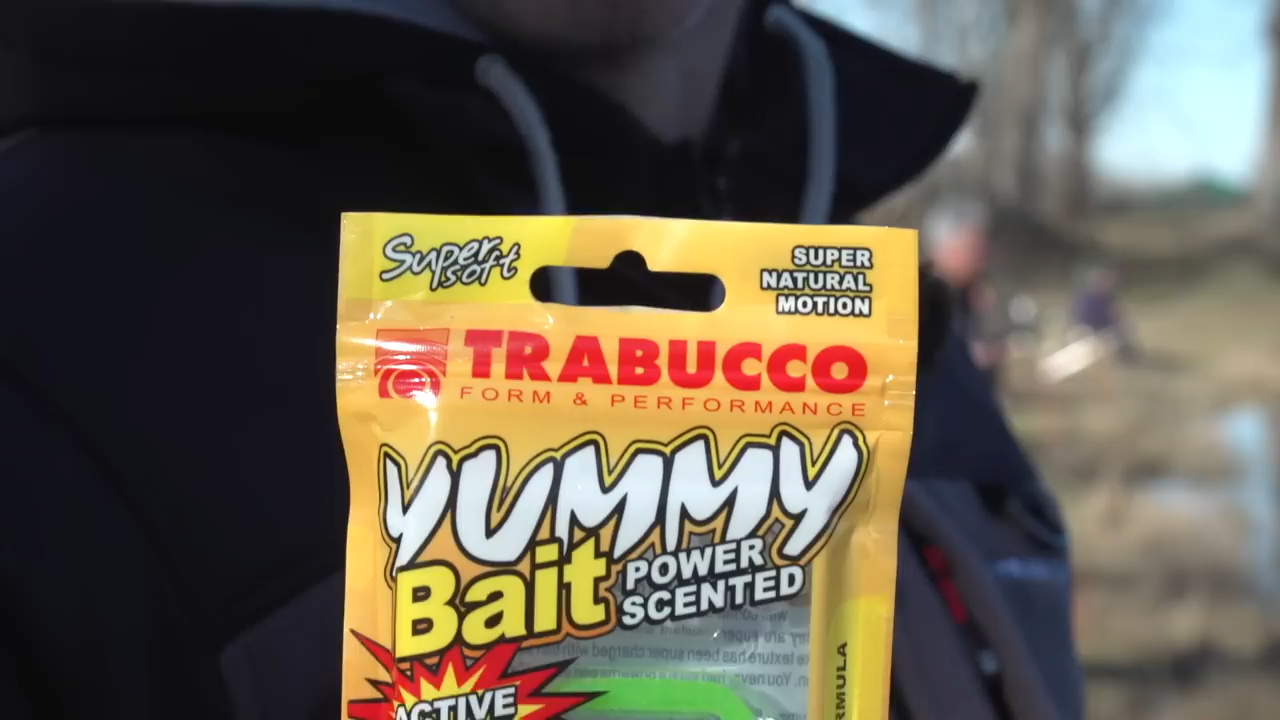 Super soft
SUPER
NATURAL
MOTION
TRABUCCO
FORM & PERFORMANCE
YUMMY
Bait
POWER
SCENTED
ACTIVE